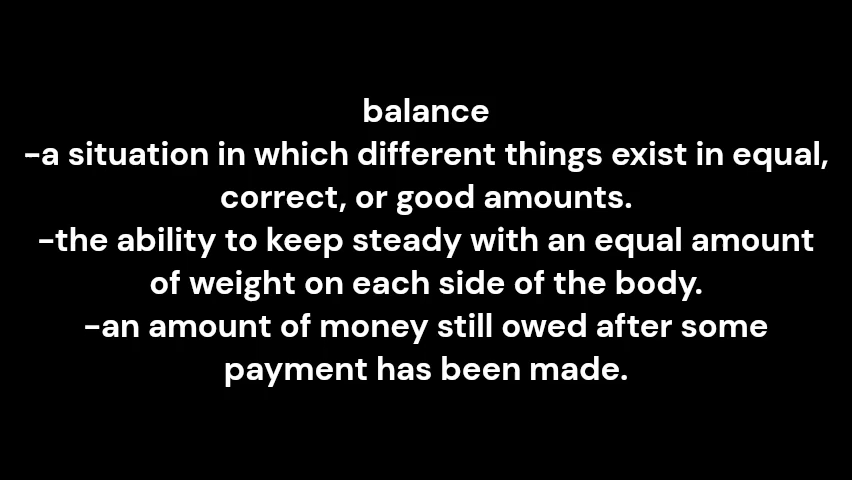 balance
-a situation in which different things exist in equal,
correct, or good amounts.
-the ability to keep steady with an equal amount
of weight on each side of the body.
-an amount of money still owed after some
payment has been made.